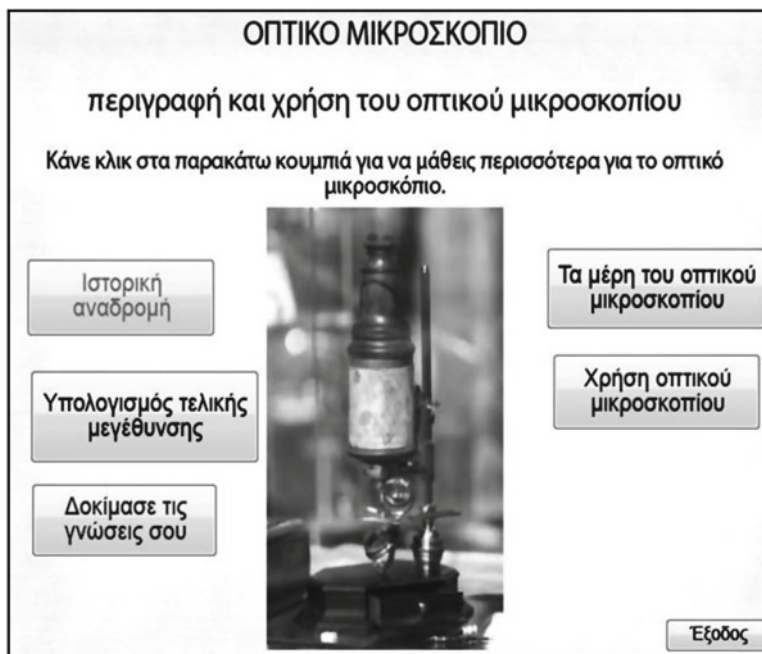 ΟΠΤΙΚΟ ΜΙΚΡΟΣΚΟΠΙΟ
περιγραφή και χρήση του οπτικού μικροσκοπίου
Κάνε κλικ στα παρακάτω κουμπιά για να μάθεις περισσότερα για το οπτικό
μικροσκόπιο.
Ιστορική
αναδρομή
Υπολογισμός τελικής
μεγέθυνσης
Δοκίμασε τις
γνώσεις σου
Τα μέρη του οπτικού
μικροσκοπίου
Χρήση οπτικού
μικροσκοπίου
Έξοδος